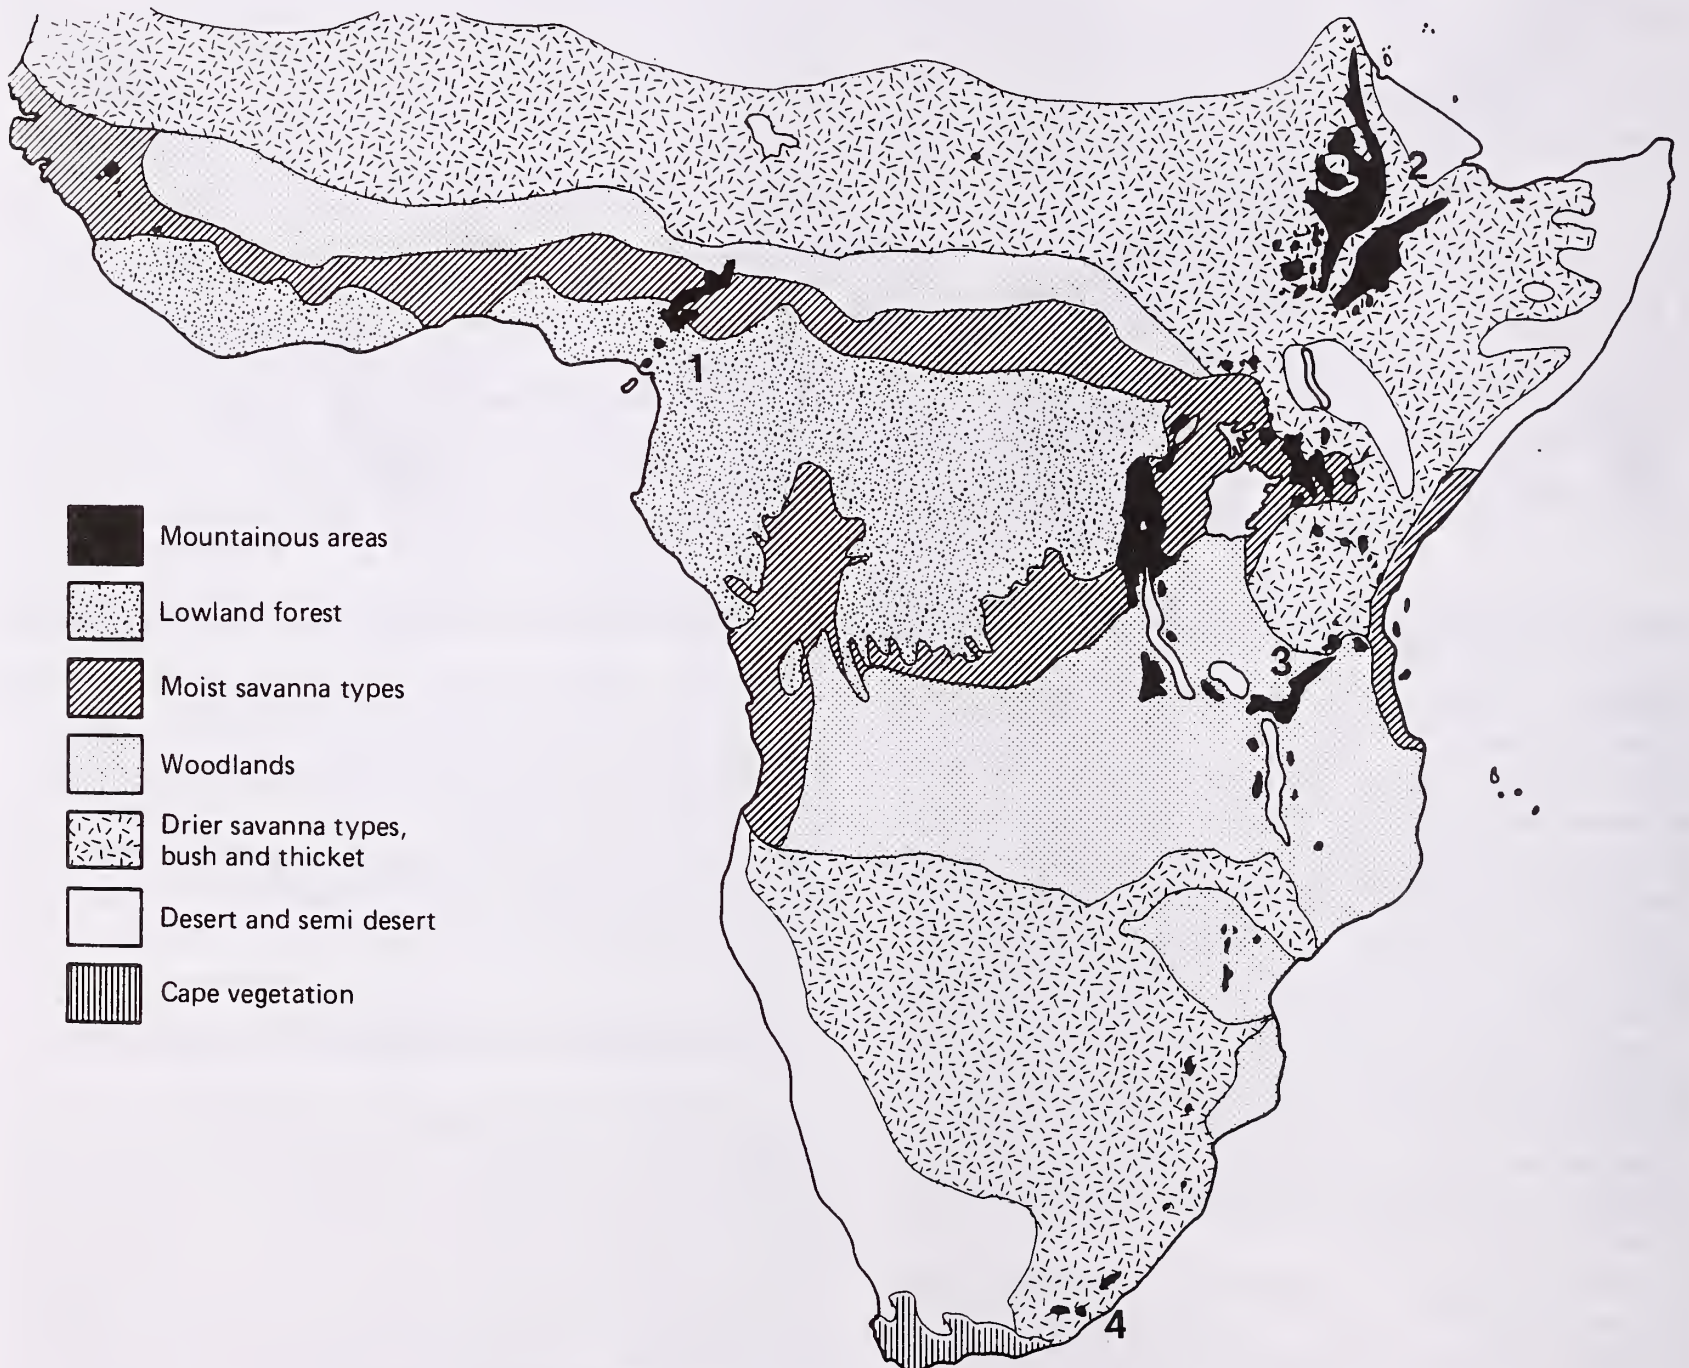 2
1
Mountainous areas
Lowland forest
3
Moist savanna types
Woodlands
Drier savanna types,
bush and thicket
Desert and semi desert
Cape vegetation
4